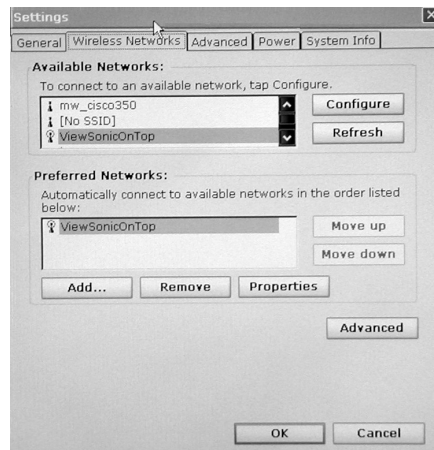 Settings
General Wireless Networks Advanced Power System Info
Available Networks:
To connect to an available network, tap Configure.
mw_cisco350
[No SSID]
ViewSonicOnTop
Configure
Refresh
Preferred Networks:
Automatically connect to available networks in the order listed
below:
ViewSonicOnTop
Move up
Move down
Add... Remove Properties
Advanced
OK Cancel